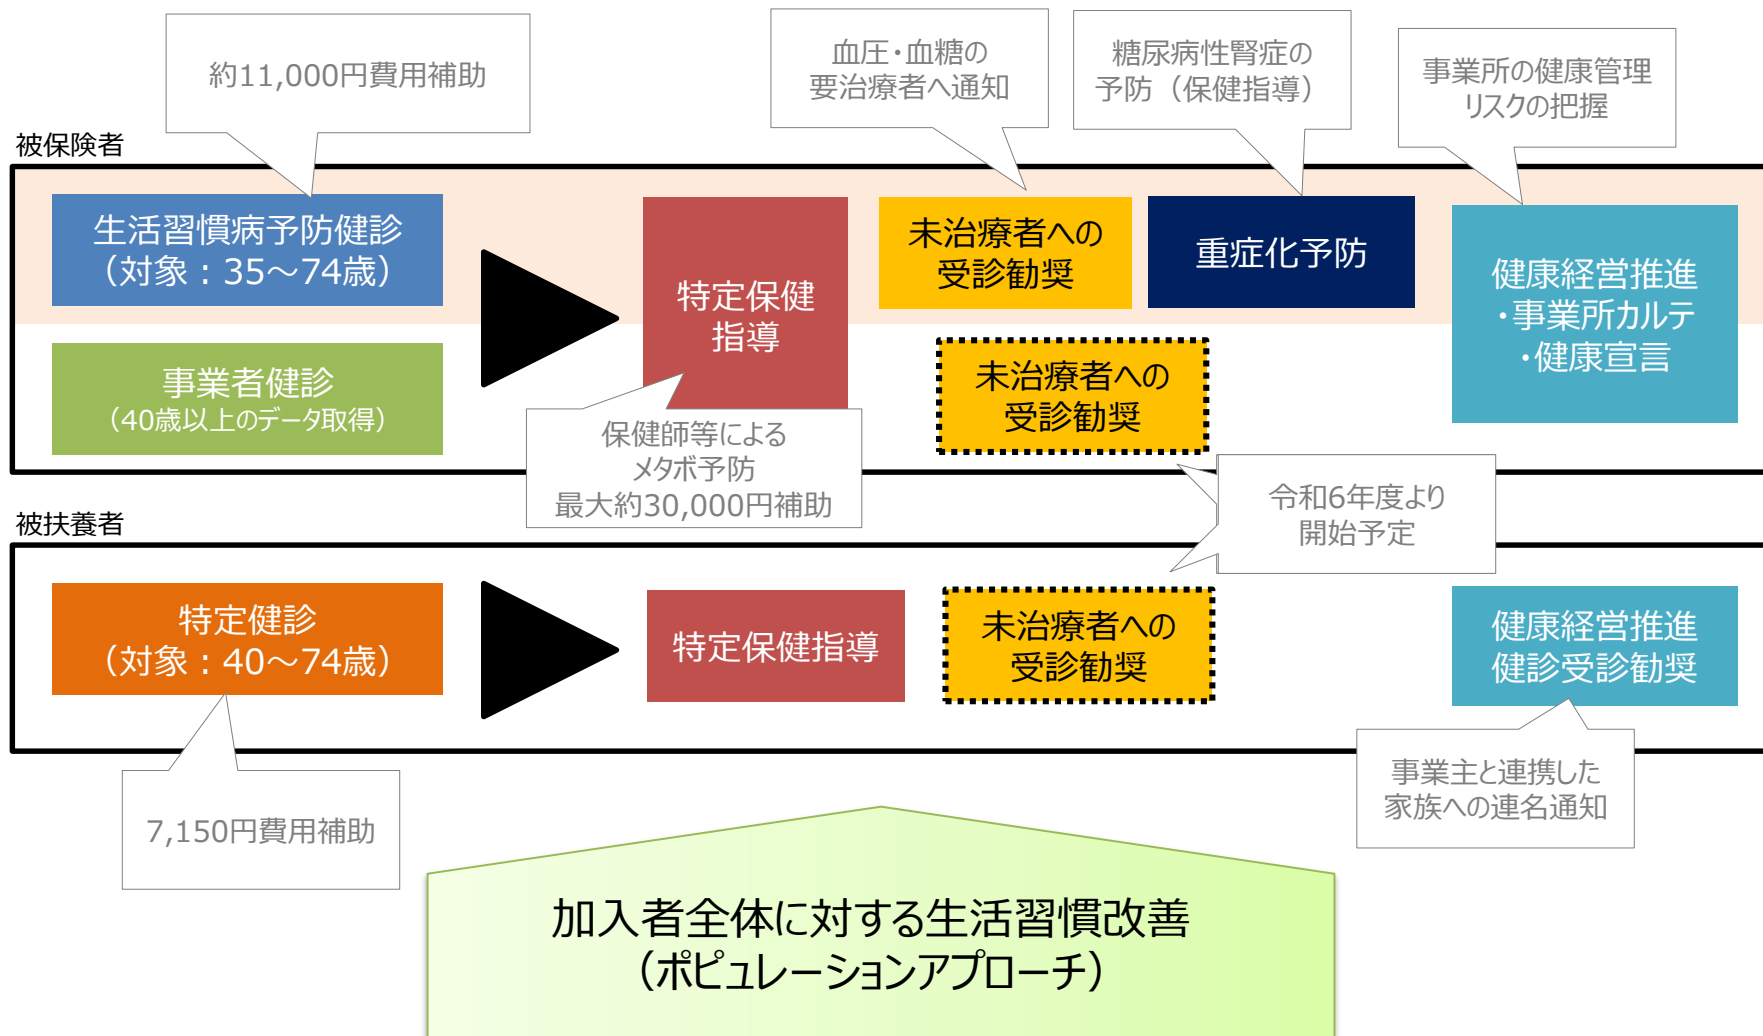 約11,000円費用補助
血圧・血糖の
要治療者へ通知
糖尿病性腎症の
予防（保健指導）
事業所の健康管理
リスクの把握
被保険者
生活習慣病予防健診
（対象：35～74歳）
特定保健
指導
未治療者への
受診勧奨
重症化予防
健康経営推進
・事業所カルテ
・健康宣言
事業者健診
（40歳以上のデータ取得）
未治療者への
受診勧奨
保健師等による
メタボ予防
最大約30,000円補助
令和6年度より
開始予定
被扶養者
特定健診
（対象：40～74歳）
特定保健指導
未治療者への
受診勧奨
健康経営推進
健診受診勧奨
7,150円費用補助
事業主と連携した
家族への連名通知
加入者全体に対する生活習慣改善
（ポピュレーションアプローチ）